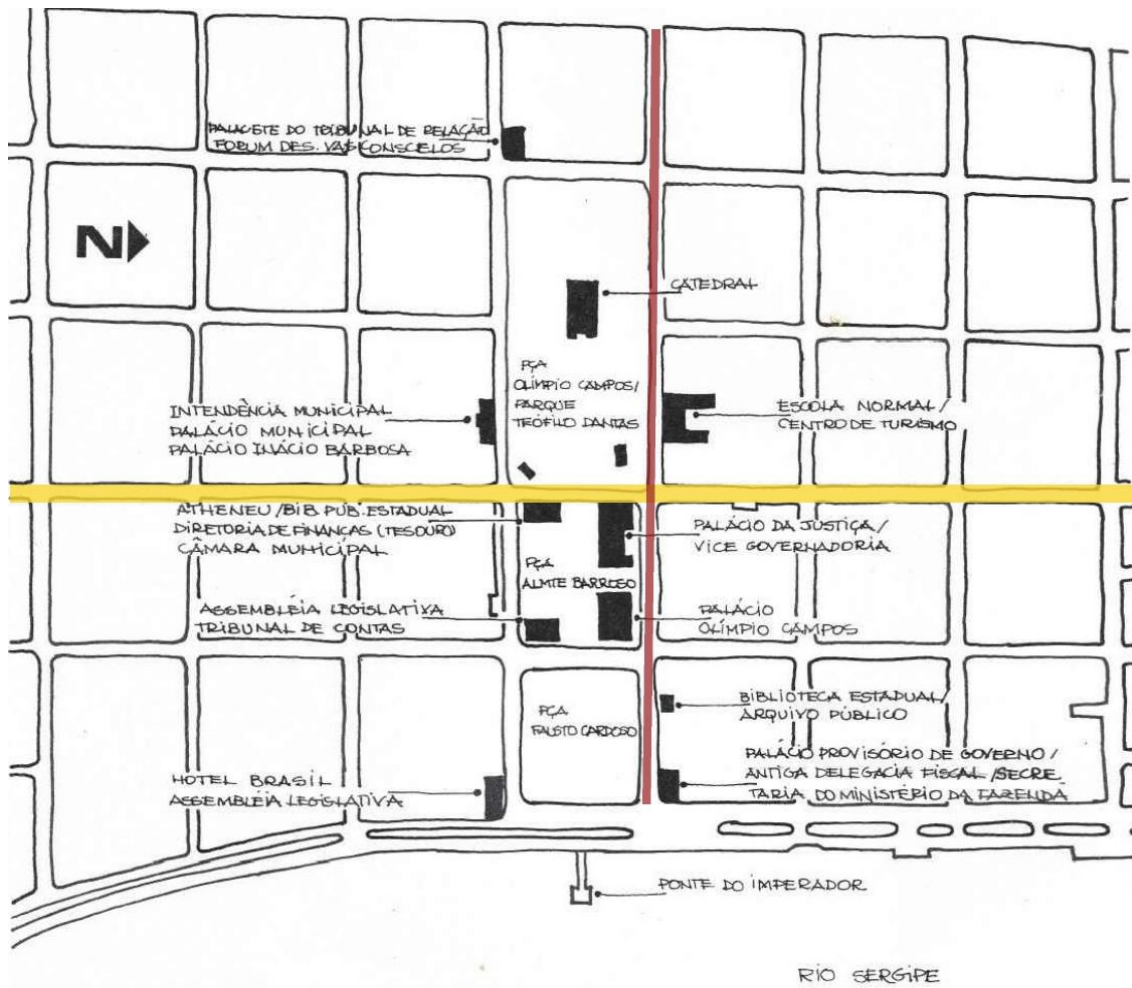 PALACETE DO TRIBUNAL DE RELAÇÃO
FORUM DES. VASCONSCELOS
N
CATEDRAL
PÇA
OLÍMPIO CAMPOS/
PARQUE
TEÓFILO DANTAS
INTENDÊNCIA MUNICIPAL
PALÁCIO MUNICIPAL
PALÁCIO INÁCIO BARBOSA
ESCOLA NORMAL/
CENTRO DE TURISMO
ATHENEU/BIB. PUB. ESTADUAL
DIRETORIA DE FINANÇAS (TESOURO)
CÂMARA MUNICÍPAL
PALÁCIO DA JUSTIÇA/
VICE GOVERNADORIA
PÇA
ALMTE BARROSO
ASSEMBLÉIA LEGISLATIVA
TRIBUNAL DE CONTAS
PALÁCIO
OLÍMPIO CAMPOS
PÇA
FAUSTO CARDOSO
BIBLIOTECA ESTADUAL/
ARQUIVO PÚBLICO
PALÁCIO PROVISÓRIO DE GOVERNO/
ANTIGA DELEGACIA FISCAL/SECRE
TARIA DO MINISTÉRIO DA FAZENDA
HOTEL BRASIL
ASSEMBLÉIA LEGISLATIVA
PONTE DO IMPERADOR
RIO SERGIPE